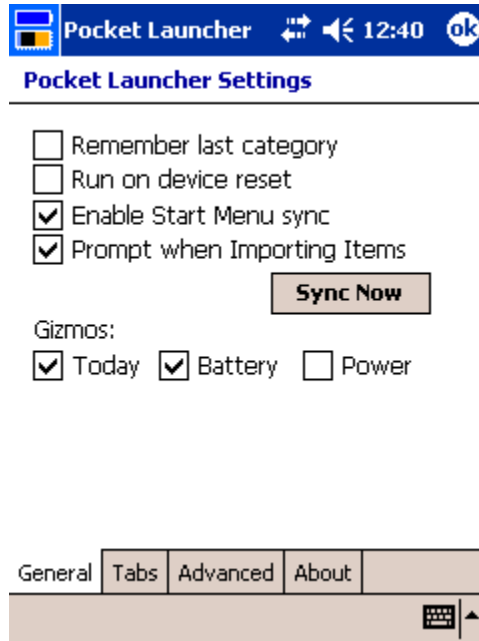 Pocket Launcher 12:40 ok
Pocket Launcher Settings
Remember last category
Run on device reset
Enable Start Menu sync
Prompt when Importing Items
Sync Now
Gizmos:
Today Battery Power
General Tabs Advanced About